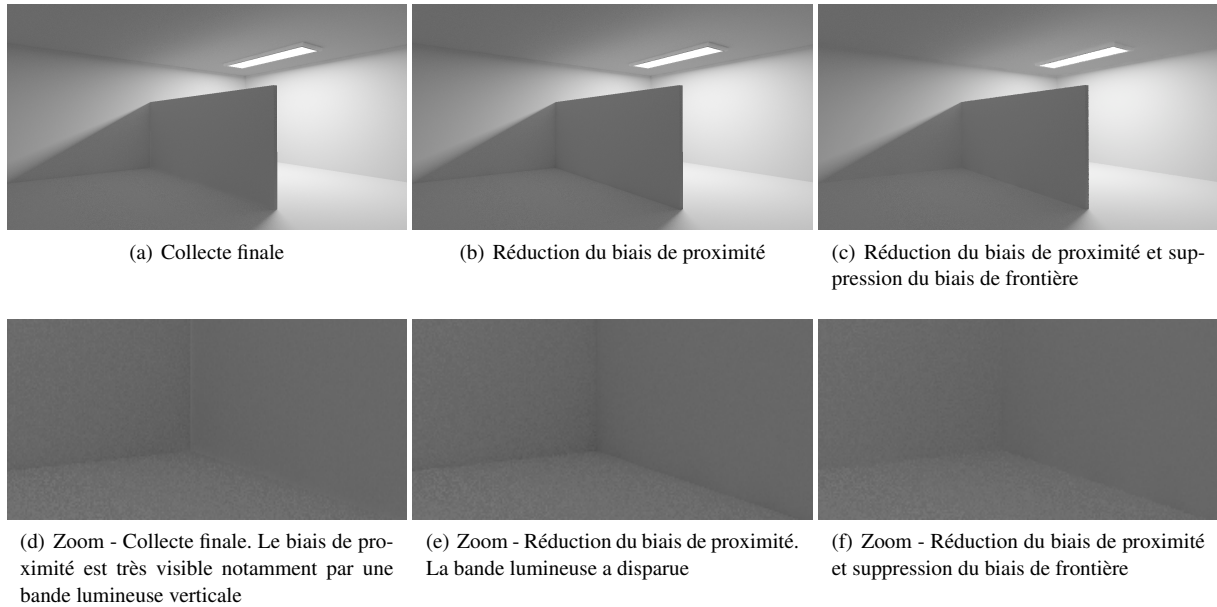 (a) Collecte finale
(b) Réduction du biais de proximité
(c) Réduction du biais de proximité et sup-
pression du biais de frontière
(d) Zoom - Collecte finale. Le biais de pro-
ximité est très visible notamment par une
bande lumineuse verticale
(e) Zoom - Réduction du biais de proximité.
La bande lumineuse a disparue
(f) Zoom - Réduction du biais de proximité
et suppression du biais de frontière